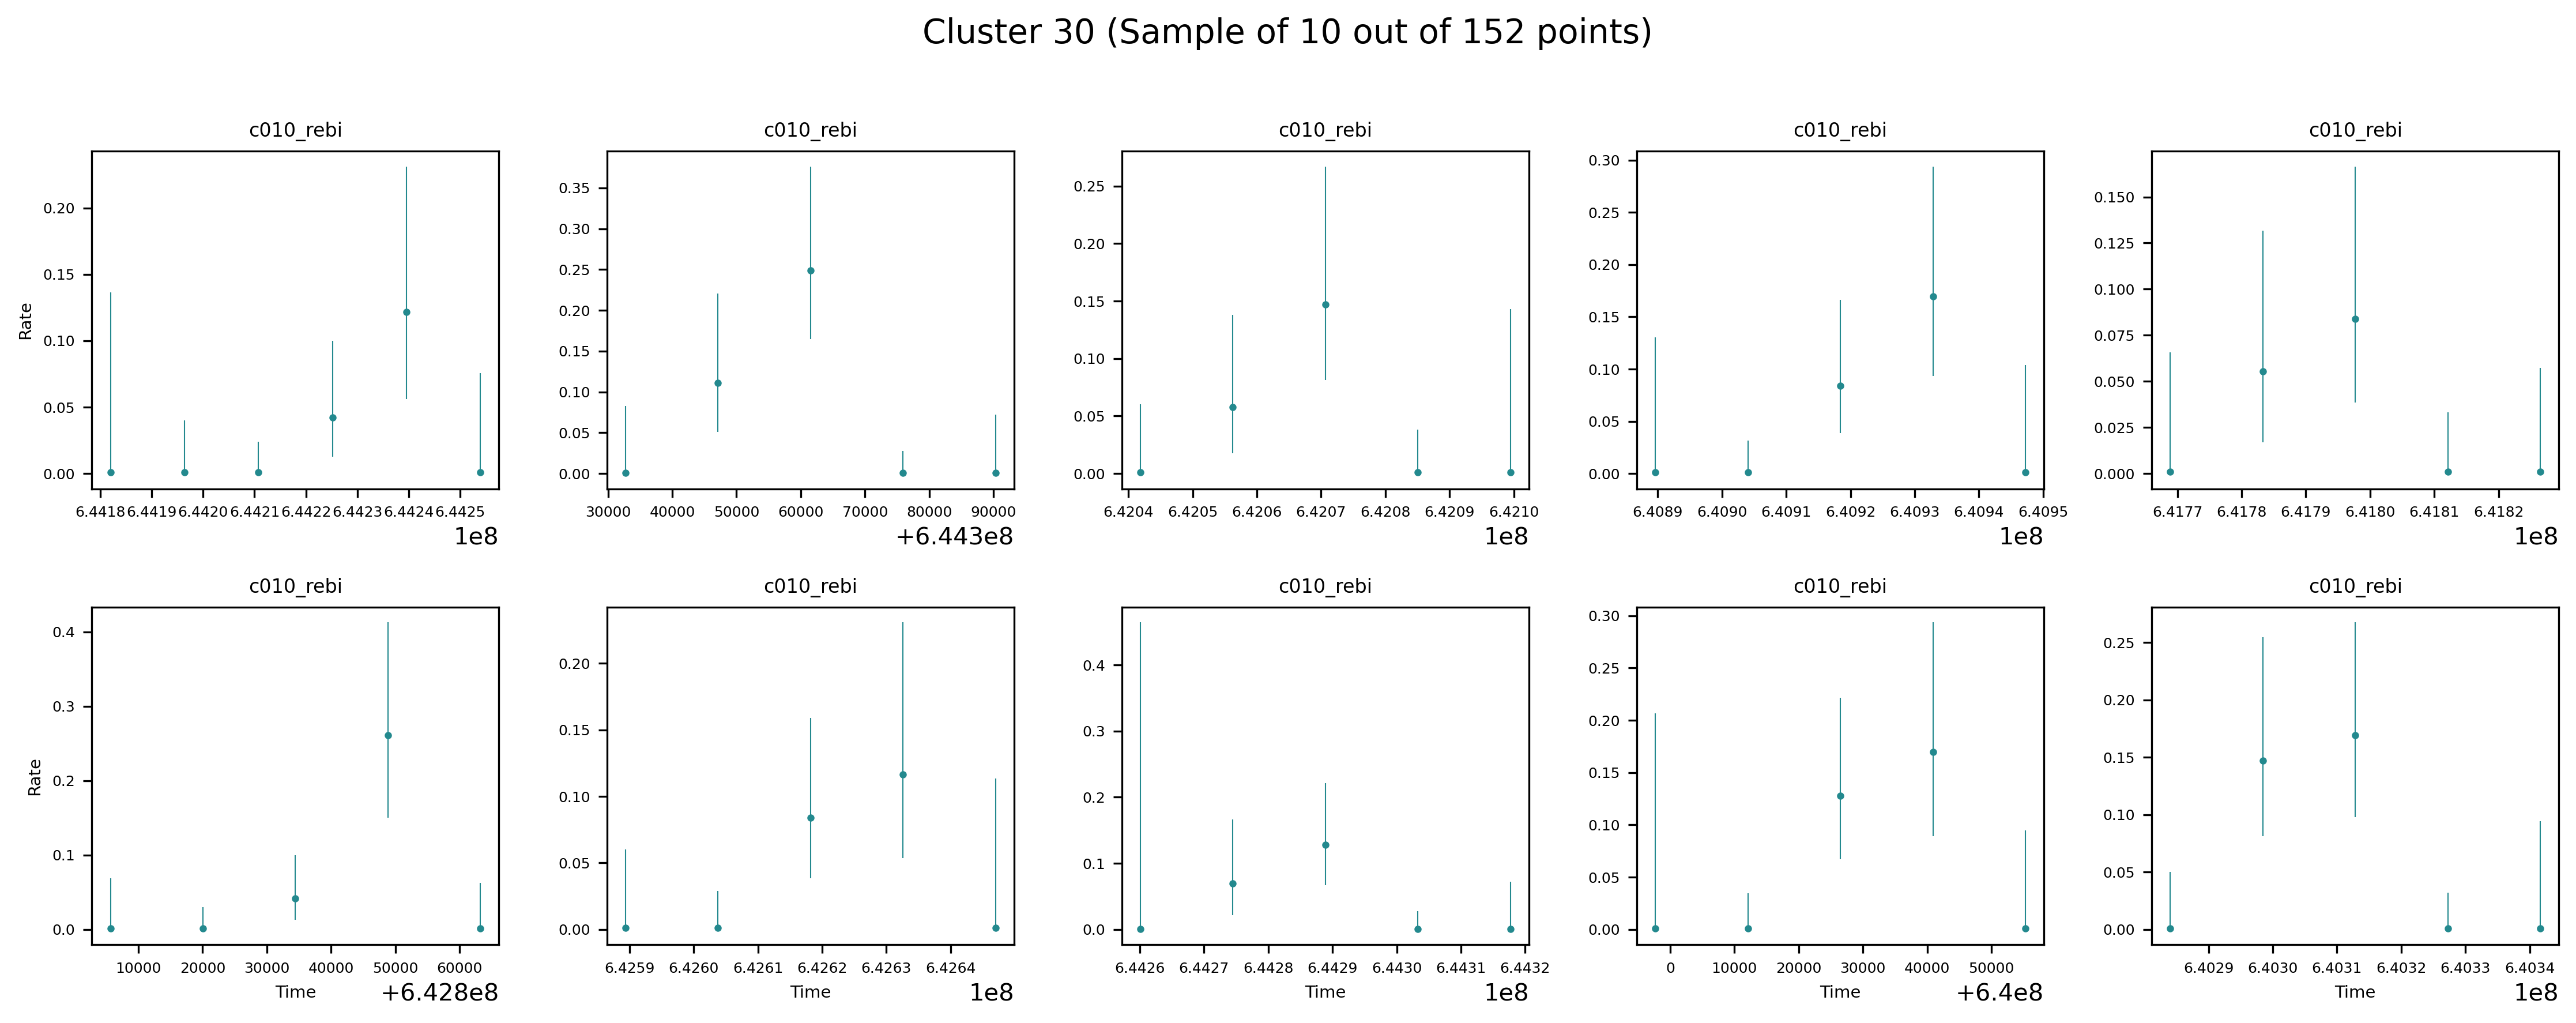 Cluster 30 (Sample of 10 out of 152 points)
c010_rebi c010_rebi c010_rebi c010_rebi c010_rebi
Rate
0.20
0.15
0.10
0.05
0.00
6.4418 6.4419 6.4420 6.4421 6.4422 6.4423 6.4424 6.4425
1e8
0.35
0.30
0.25
0.20
0.15
0.10
0.05
0.00
30000 40000 50000 60000 70000 80000 90000
+6.443e8
0.25
0.20
0.15
0.10
0.05
0.00
6.4204 6.4205 6.4206 6.4207 6.4208 6.4209 6.4210
1e8
0.30
0.25
0.20
0.15
0.10
0.05
0.00
6.4089 6.4090 6.4091 6.4092 6.4093 6.4094 6.4095
1e8
0.150
0.125
0.100
0.075
0.050
0.025
0.000
6.4177 6.4178 6.4179 6.4180 6.4181 6.4182
1e8
c010_rebi c010_rebi c010_rebi c010_rebi c010_rebi
Rate
0.4
0.3
0.2
0.1
0.0
10000 20000 30000 40000 50000 60000
Time +6.428e8
0.20
0.15
0.10
0.05
0.00
6.4259 6.4260 6.4261 6.4262 6.4263 6.4264
Time 1e8
0.4
0.3
0.2
0.1
0.0
6.4426 6.4427 6.4428 6.4429 6.4430 6.4431 6.4432
Time 1e8
0.30
0.25
0.20
0.15
0.10
0.05
0.00
0 10000 20000 30000 40000 50000
Time +6.4e8
0.25
0.20
0.15
0.10
0.05
0.00
6.4029 6.4030 6.4031 6.4032 6.4033 6.4034
Time 1e8